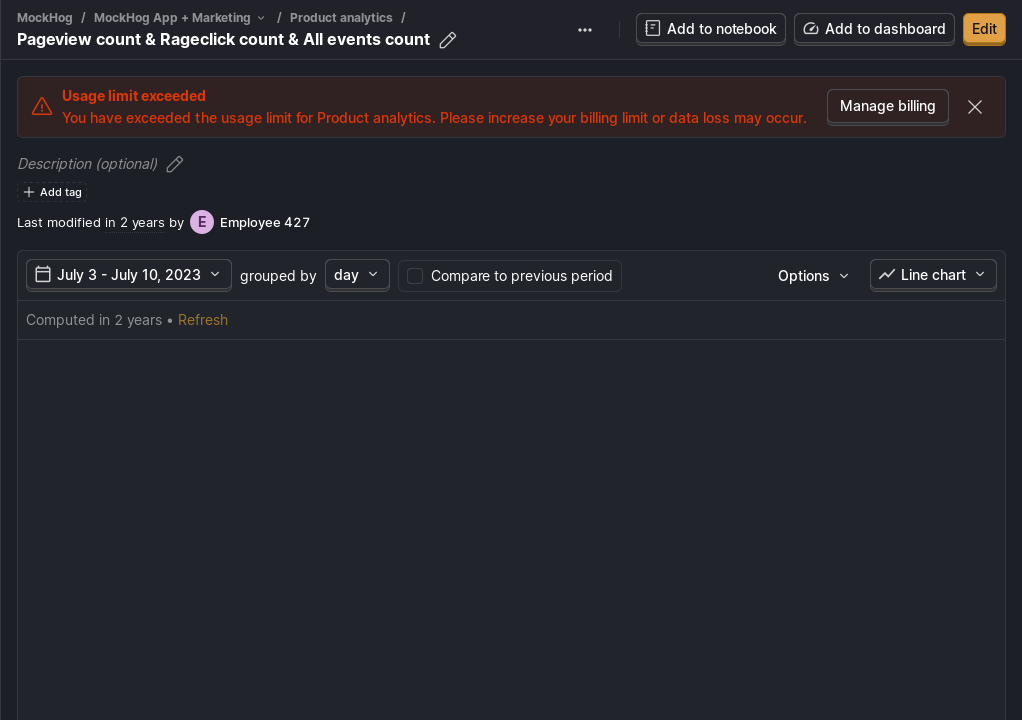 MockHog / MockHog App + Marketing / Product analytics /
Pageview count & Rageclick count & All events count
Add to notebook
Add to dashboard
Edit
Usage limit exceeded
You have exceeded the usage limit for Product analytics. Please increase your billing limit or data loss may occur.
Manage billing
Description (optional)
Add tag
Last modified in 2 years by E Employee 427
July 3 - July 10, 2023 grouped by day Compare to previous period Options Line chart
Computed in 2 years • Refresh